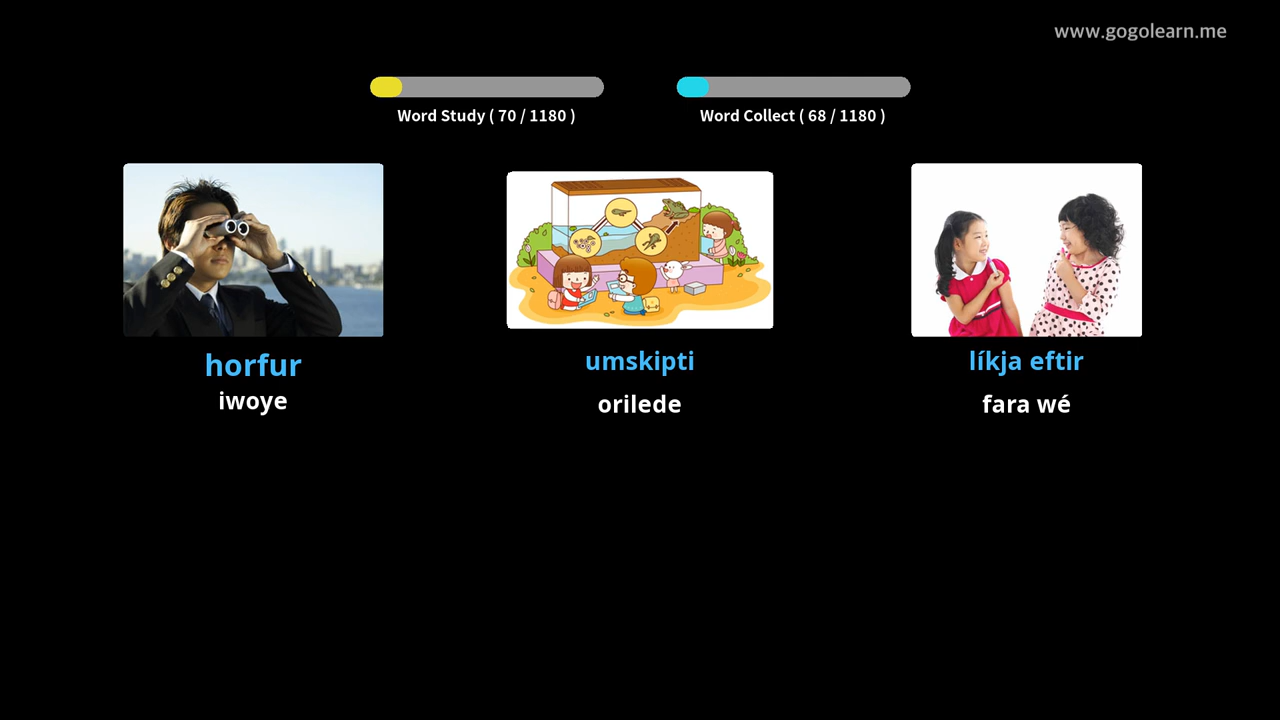 www.gogolearn.me
Word Study ( 70 / 1180 )
Word Collect ( 68 / 1180 )
horfur
iwoye
umskipti
orilede
líkja eftir
fara wé